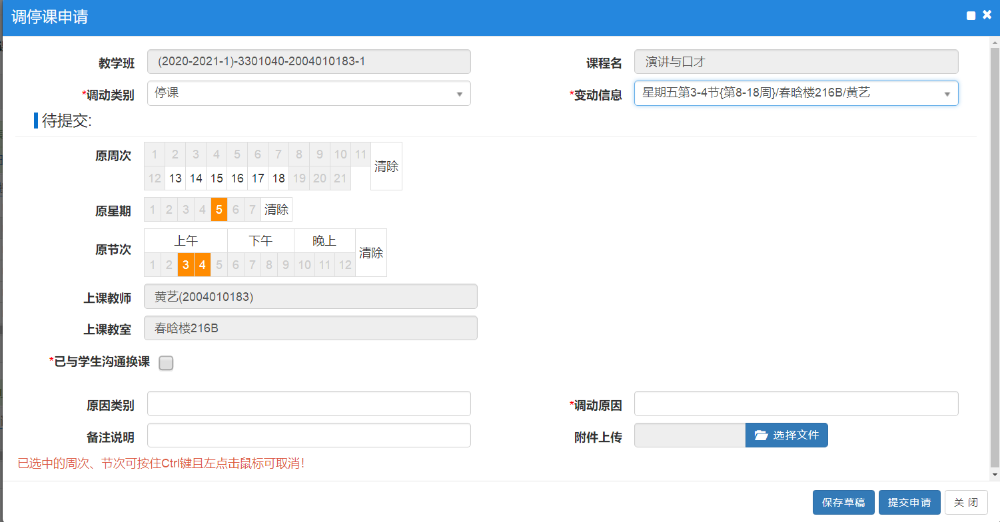 调停课申请
教学班 (2020-2021-1)-3301040-2004010183-1 课程名 演讲与口才
*调动类别 停课 *变动信息 星期五第3-4节{第8-18周}/春晗楼216B/黄艺
待提交:
原周次 1 2 3 4 5 6 7 8 9 10 11 清除
12 13 14 15 16 17 18 19 20 21
原星期 1 2 3 4 5 6 7 清除
上午 下午 晚上
原节次 清除
1 2 3 4 5 6 7 8 9 10 11 12
上课教师 黄艺(2004010183)
上课教室 春晗楼216B
*已与学生沟通换课
原因类别 *调动原因
备注说明 附件上传 选择文件
已选中的周次、节次可按住Ctrl键且左点击鼠标可取消!
保存草稿 提交申请 关 闭